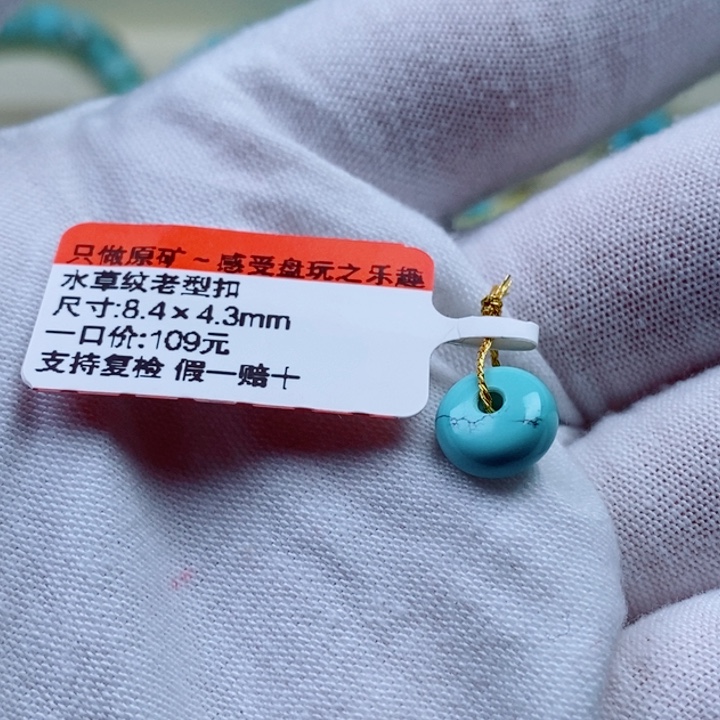 只做原矿~感受盘玩之乐趣
水草纹老型扣
尺寸:8.4×4.3mm
一口价:109元
支持复检 假一赔十